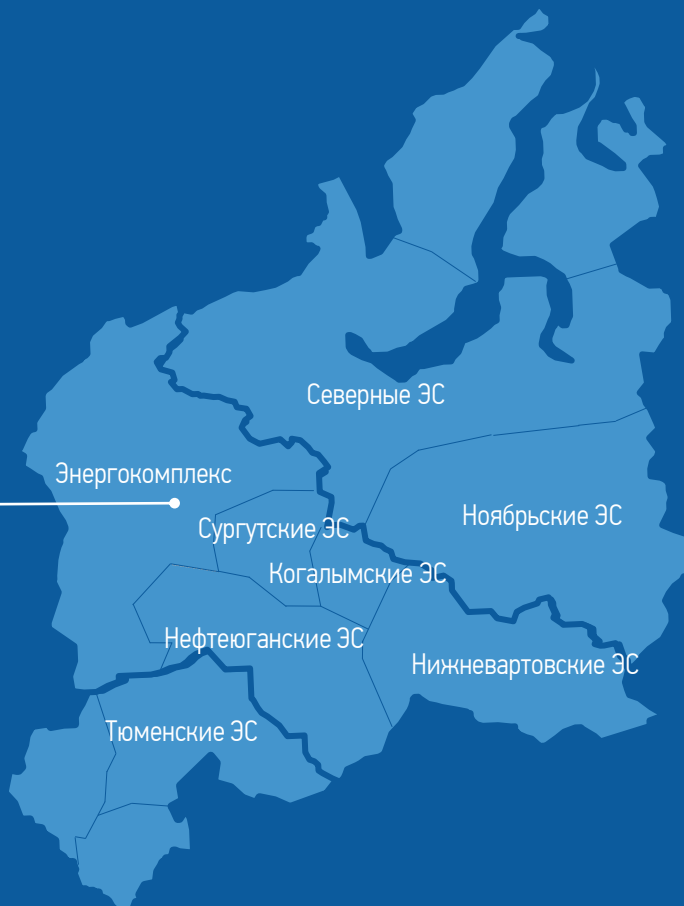 Северные ЭС
Энергокомплекс
Ноябрьские ЭС
Сургутские ЭС
Когалымские ЭС
Нефтеюганские ЭС
Нижневартовские ЭС
Тюменские ЭС